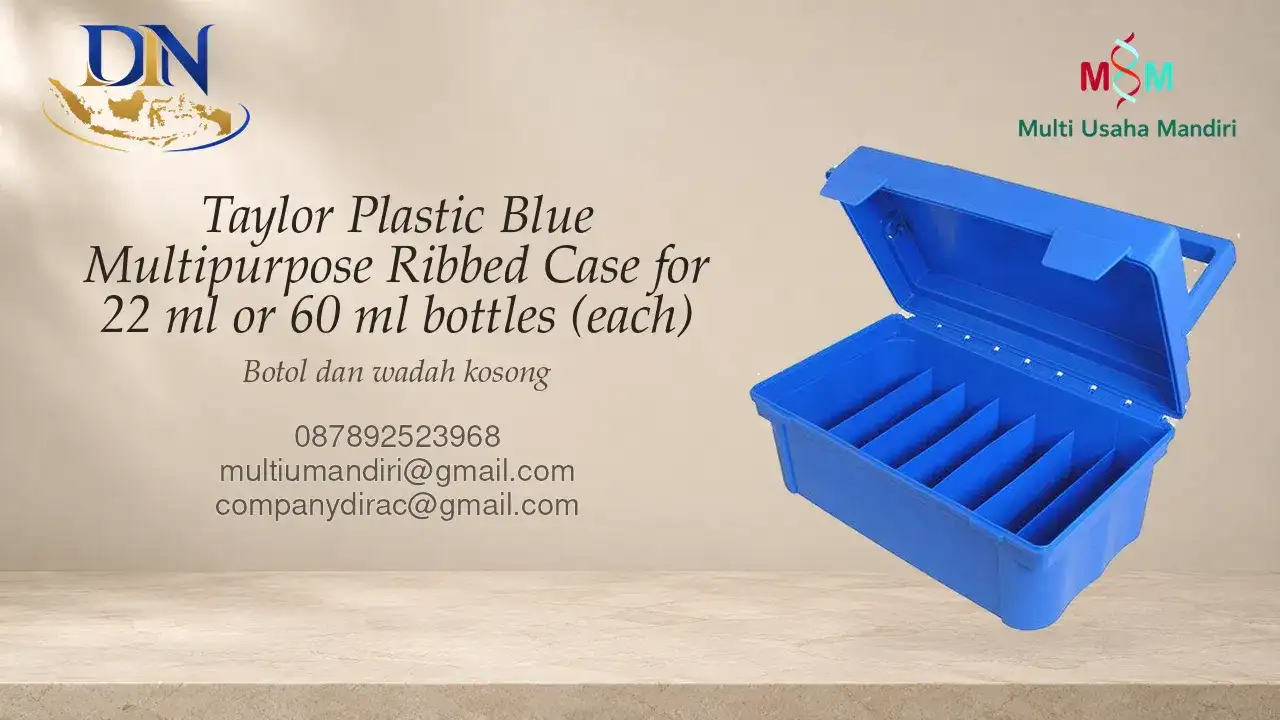 DN
M M
Multi Usaha Mandiri
Taylor Plastic Blue
Multipurpose Ribbed Case for
22 ml or 60 ml bottles (each)
Botol dan wadah kosong
087892523968
multiumandiri@gmail.com
companydirac@gmail.com